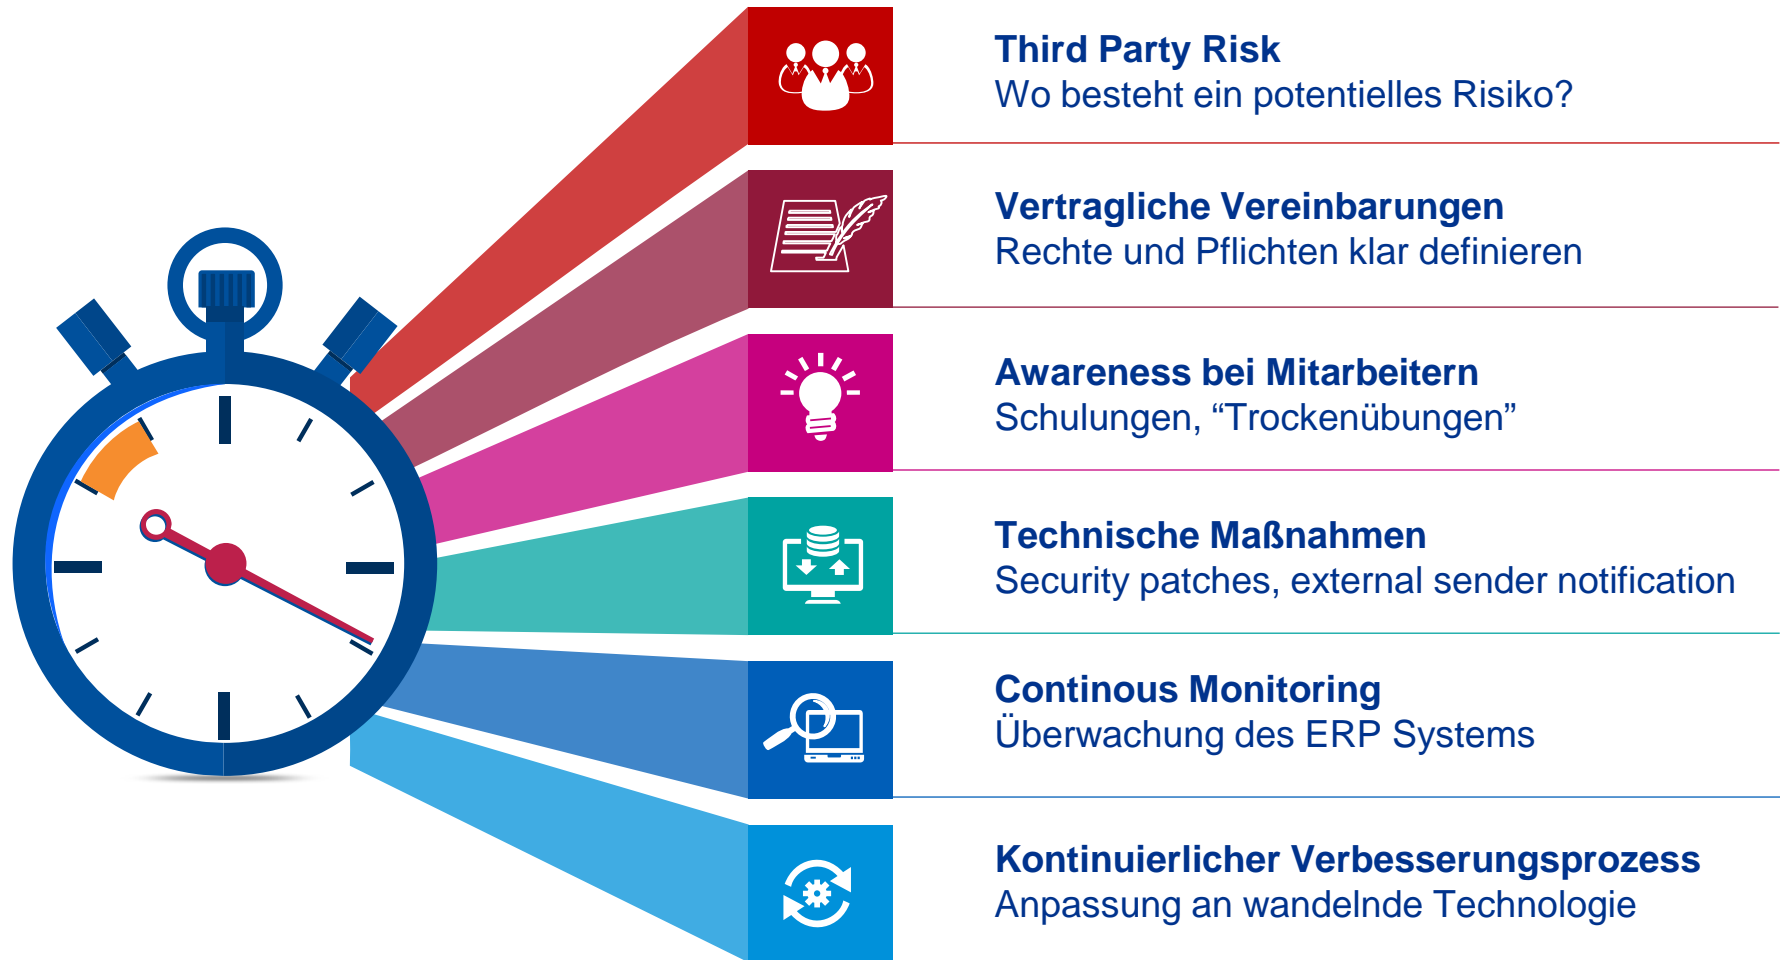 Third Party Risk
Wo besteht ein potentielles Risiko?
Vertragliche Vereinbarungen
Rechte und Pflichten klar definieren
Awareness bei Mitarbeitern
Schulungen, “Trockenübungen”
Technische Maßnahmen
Security patches, external sender notification
Continous Monitoring
Überwachung des ERP Systems
Kontinuierlicher Verbesserungsprozess
Anpassung an wandelnde Technologie